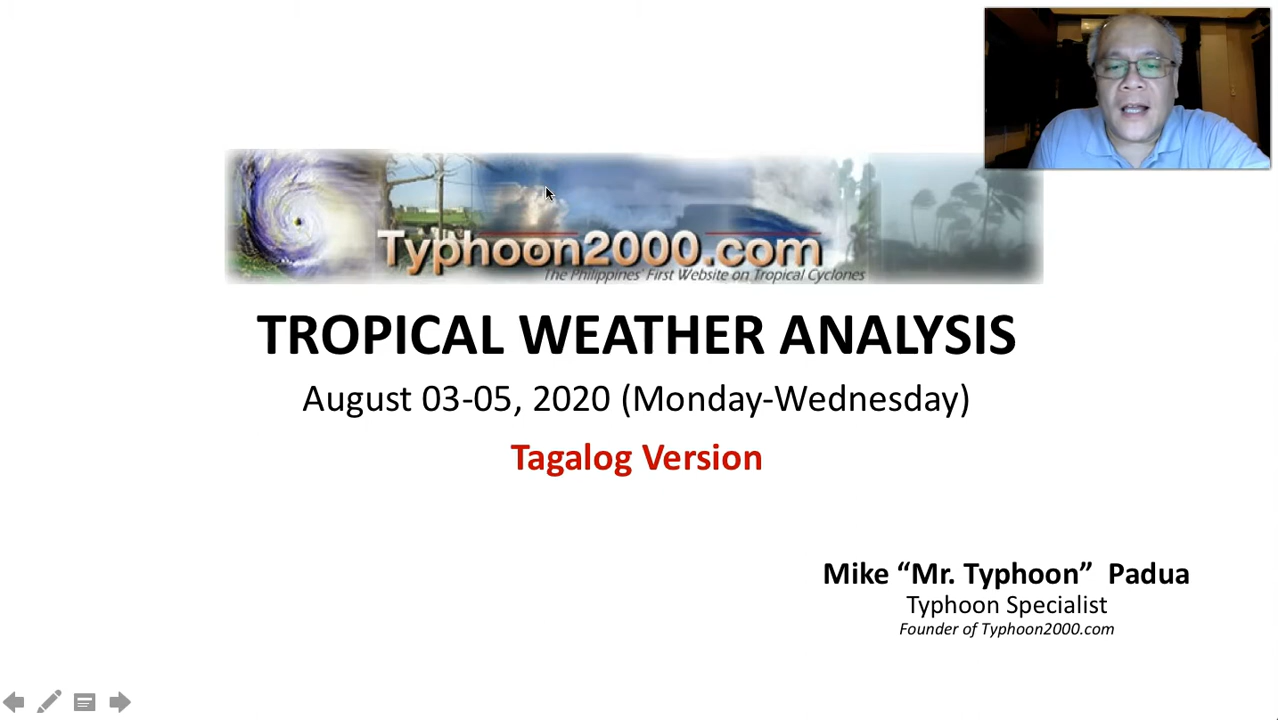 Typhoon2000.com
The Philippines' First Website on Tropical Cyclones
TROPICAL WEATHER ANALYSIS
August 03-05, 2020 (Monday-Wednesday)
Tagalog Version
Mike “Mr. Typhoon” Padua
Typhoon Specialist
Founder of Typhoon2000.com